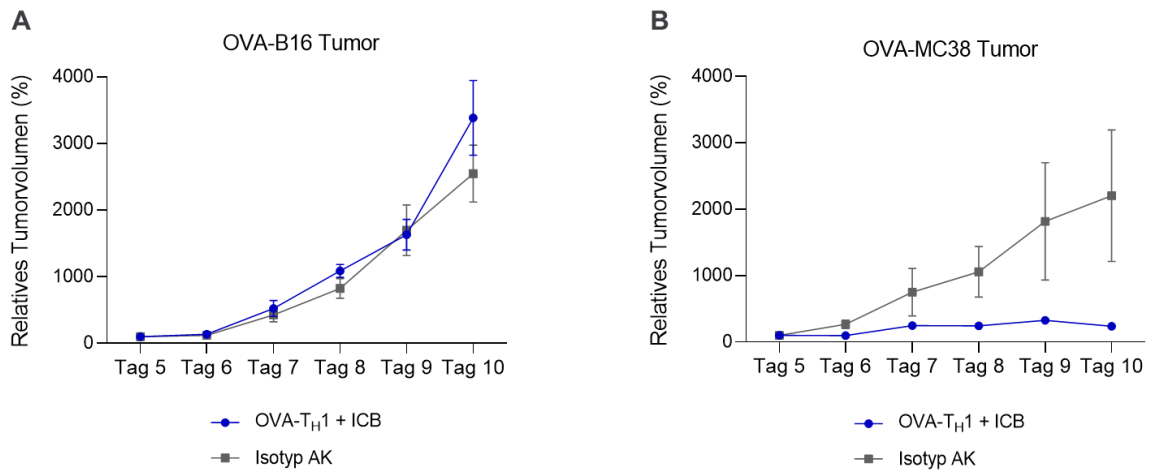 A
OVA-B16 Tumor
Relatives Tumorvolumen (%)
4000
3000
2000
1000
0
Tag 5 Tag 6 Tag 7 Tag 8 Tag 9 Tag 10
OVA-TH1 + ICB
Isotyp AK
B
OVA-MC38 Tumor
Relatives Tumorvolumen (%)
4000
3000
2000
1000
0
Tag 5 Tag 6 Tag 7 Tag 8 Tag 9 Tag 10
OVA-TH1 + ICB
Isotyp AK